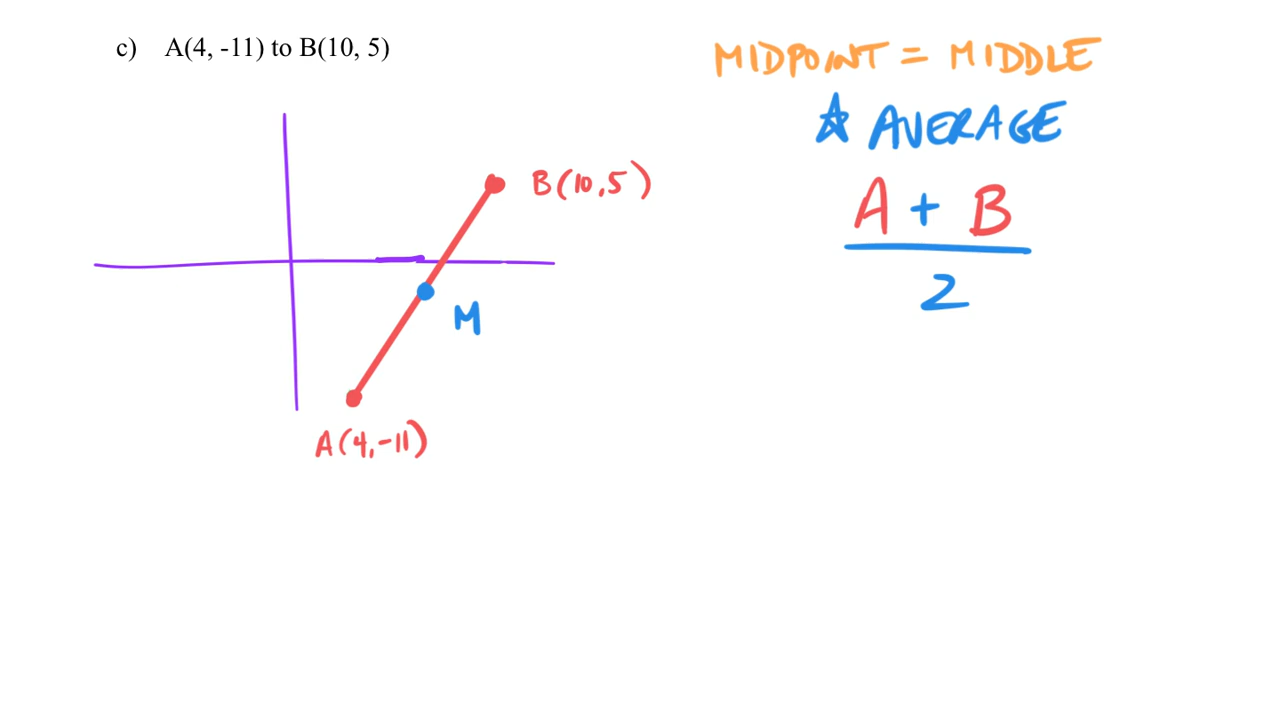 c) A(4, -11) to B(10, 5)
MIDPOINT = MIDDLE
☆ AVERAGE
A + B
2
B(10,5)
M
A(4,-11)